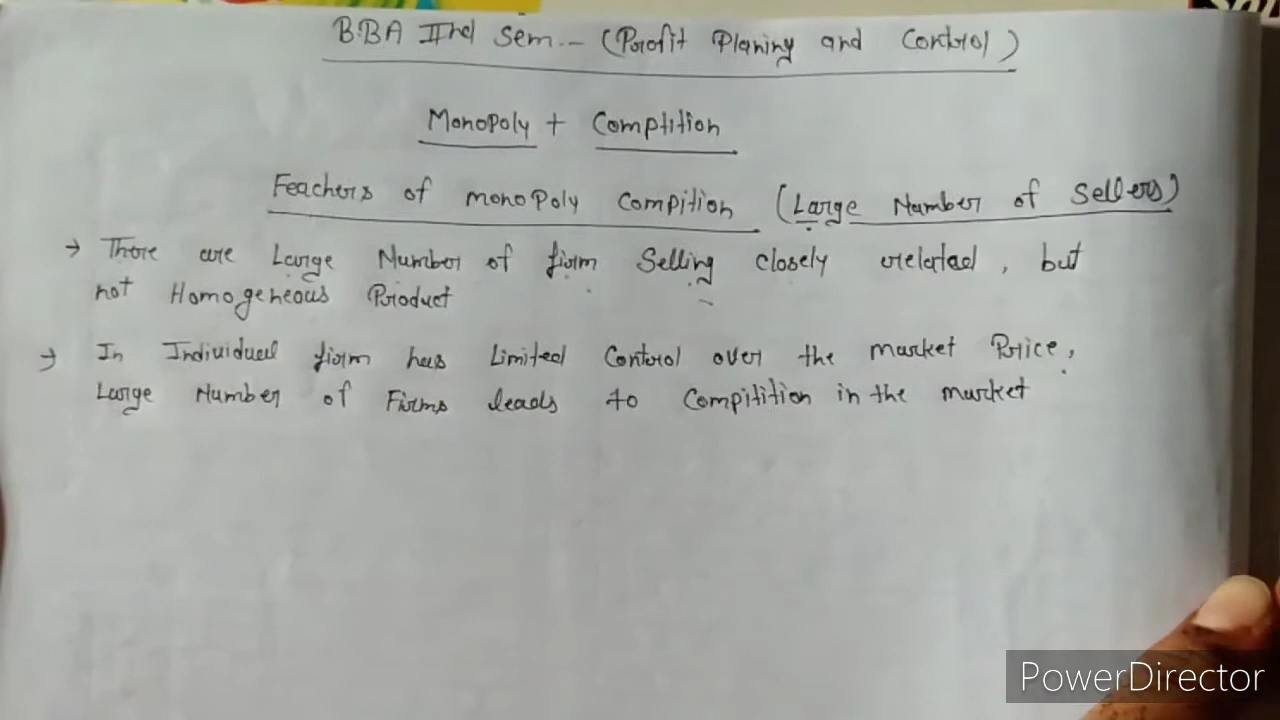 B.B.A IInd Sem.- (Profit Planing and Control)
Monopoly + Comptition
Feachers of monoPoly Compition (Large Number of Sellers)
→ There are Large Number of firm Selling closely related, but
not Homogeneous Product
→ In Individual firm has Limited Control over the market Price,
Large Number of Firms leads to Compitition in the market
PowerDirector